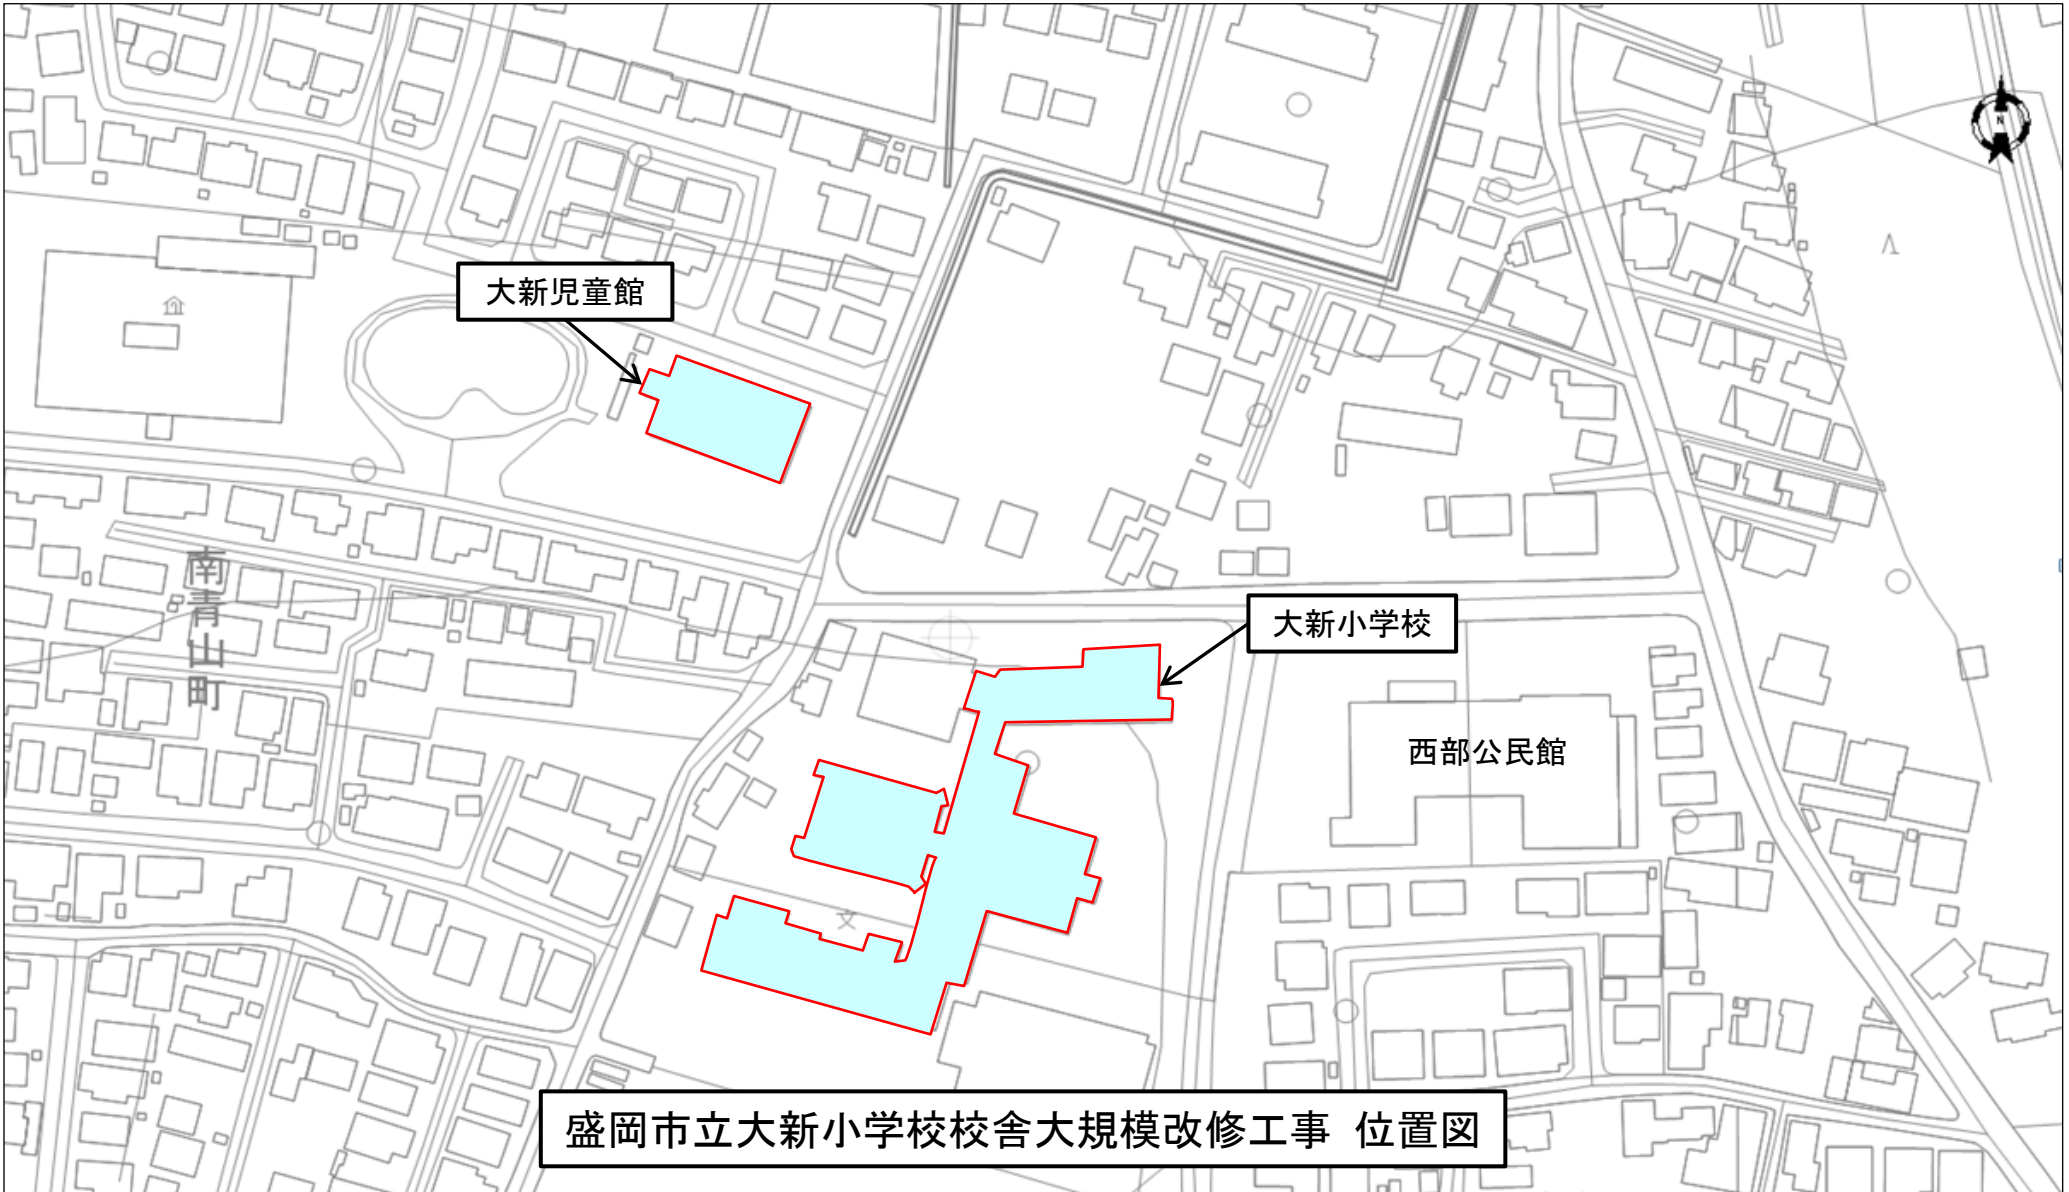 N
大新児童館
南青山町
大新小学校
西部公民館
文
盛岡市立大新小学校校舎大規模改修工事 位置図